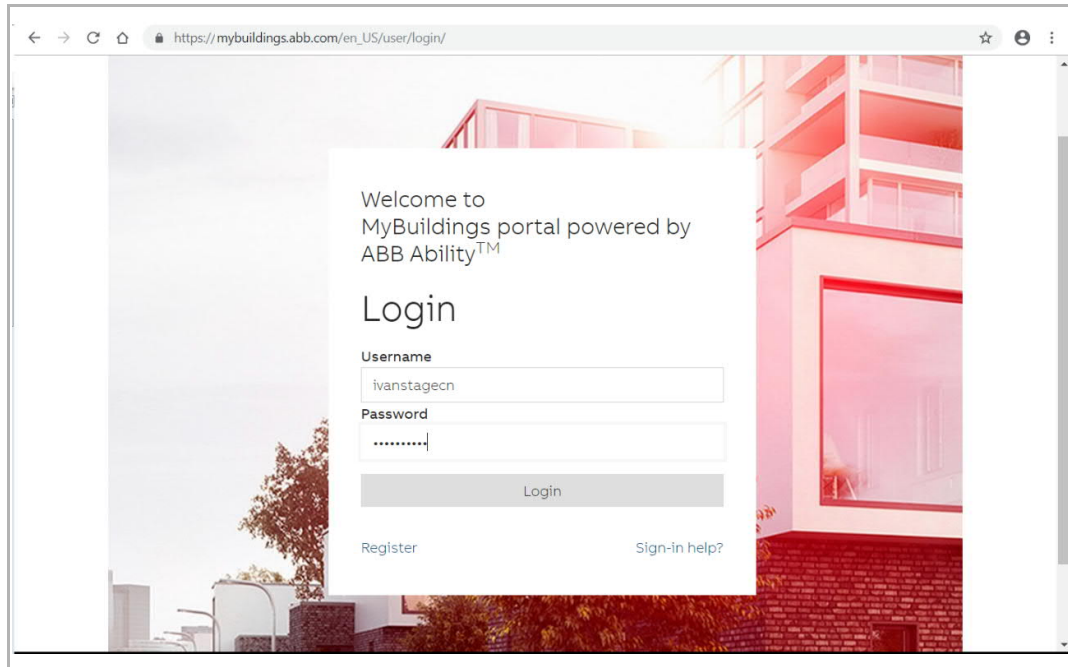 https://mybuildings.abb.com/en_US/user/login/
Welcome to
MyBuildings portal powered by
ABB Ability™
Login
Username
ivanstagecn
Password
••••••••••
Login
Register Sign-in help?